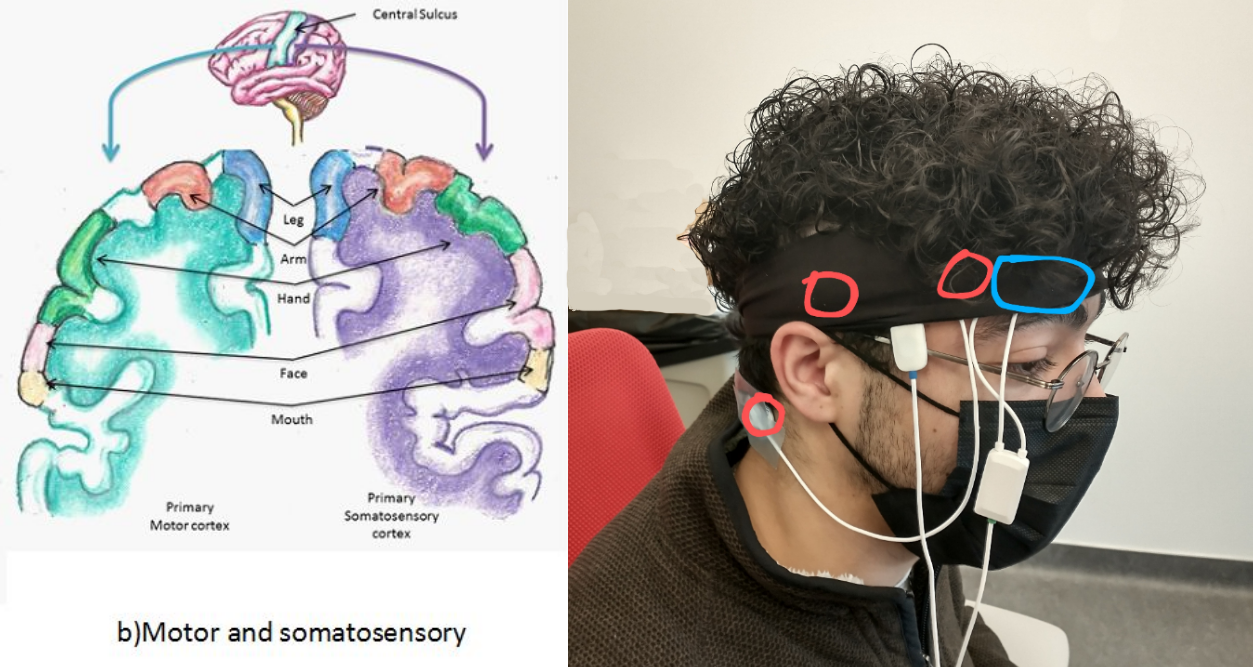 Central Sulcus
Leg
Arm
Hand
Face
Mouth
Primary
Motor cortex
Primary
Somatosensory
cortex
b)Motor and somatosensory